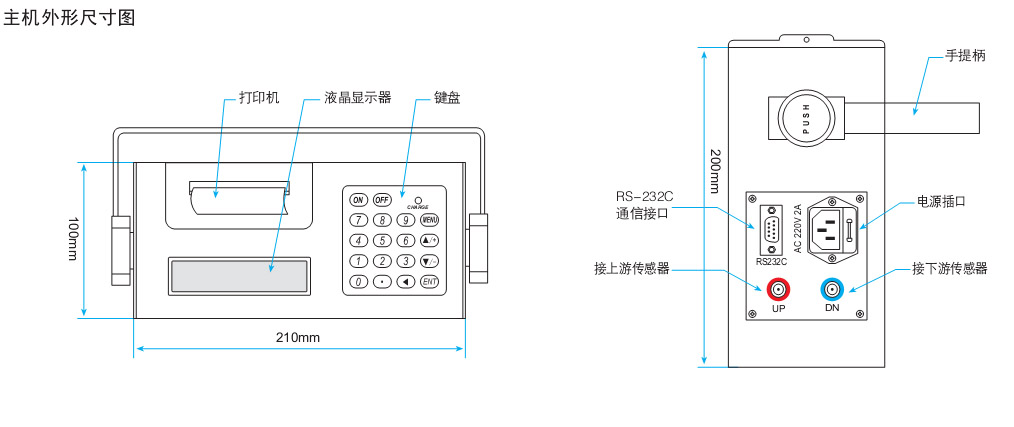 主机外形尺寸图
打印机
液晶显示器
键盘
ON OFF
CHARGE
7 8 9 MENU
4 5 6 ▲/+
1 2 3 ▼/-
0 · ◀ ENT
100mm
210mm
手提柄
PUSH
200mm
RS-232C
通信接口
AC 220V 2A
电源插口
RS232C
接上游传感器
接下游传感器
UP
DN